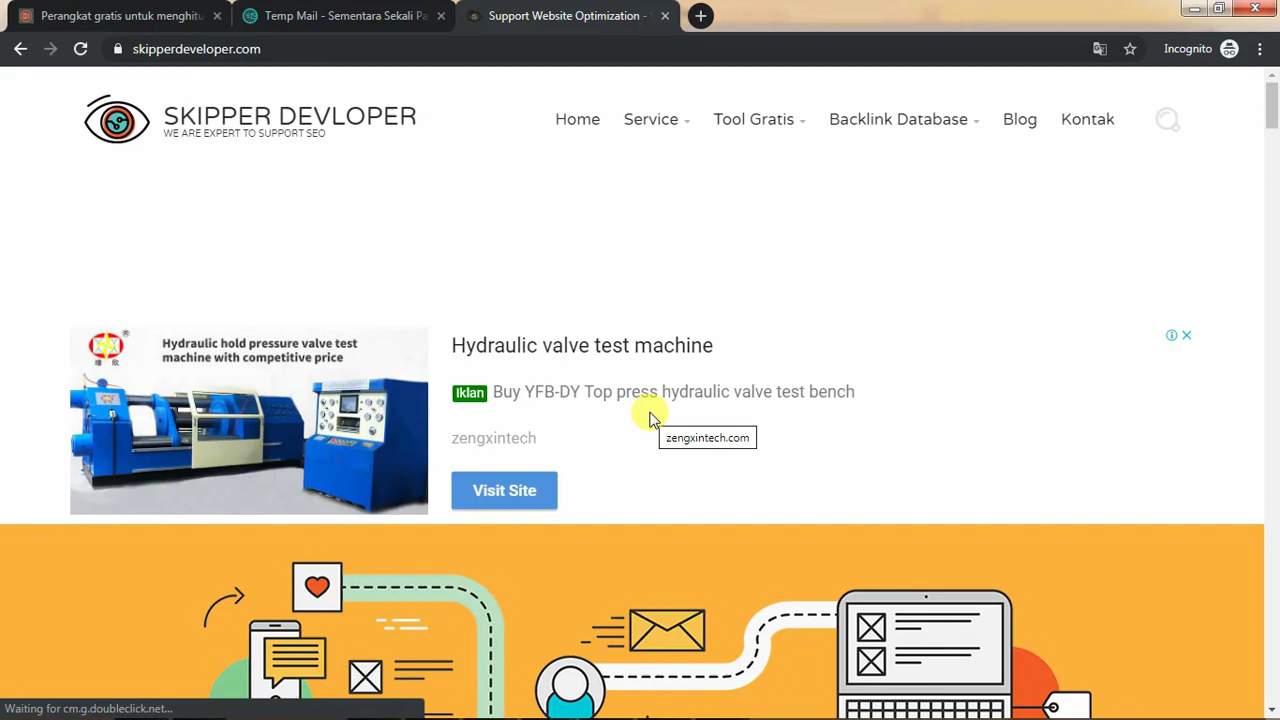 Perangkat gratis untuk menghitu
Temp Mail - Sementara Sekali Pa
Support Website Optimization -
skipperdeveloper.com
Incognito
SKIPPER DEVLOPER
WE ARE EXPERT TO SUPPORT SEO
Home
Service
Tool Gratis
Backlink Database
Blog
Kontak
Hydraulic hold pressure valve test
machine with competitive price
Hydraulic valve test machine
Iklan Buy YFB-DY Top press hydraulic valve test bench
zengxintech
zengxintech.com
Visit Site
Waiting for cm.g.doubleclick.net...